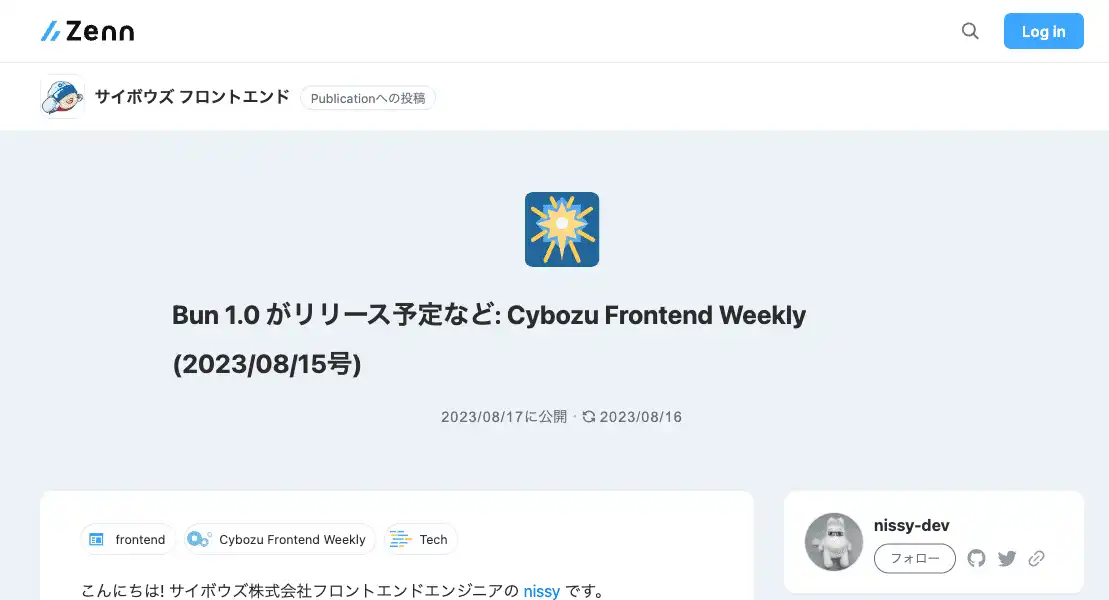 Zenn
Log in
サイボウズ フロントエンド
Publicationへの投稿
Bun 1.0 がリリース予定など: Cybozu Frontend Weekly
(2023/08/15号)
2023/08/17に公開 · 2023/08/16
frontend
Cybozu Frontend Weekly
Tech
nissy-dev
フォロー
こんにちは! サイボウズ株式会社フロントエンドエンジニアの nissy です。